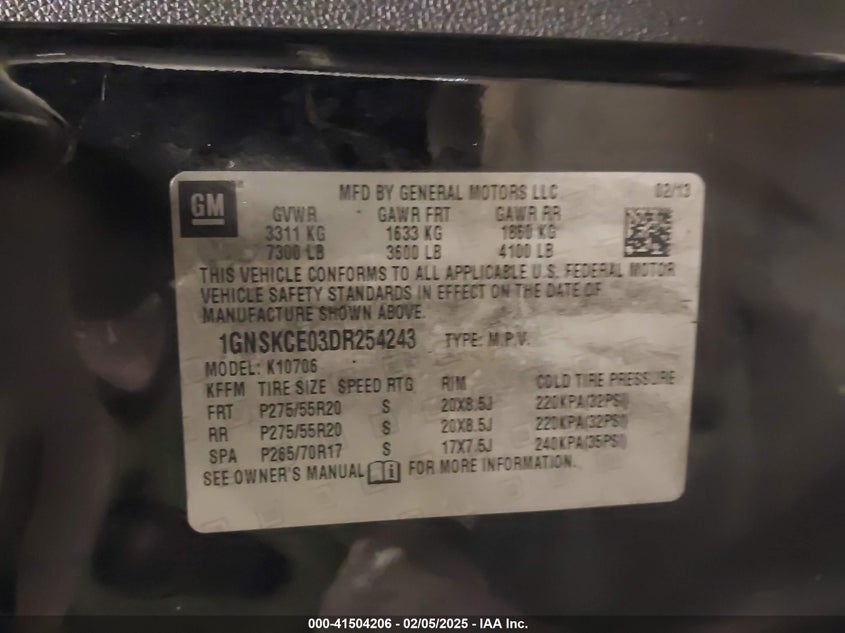 GM
MFD BY GENERAL MOTORS LLC 02/13
GVWR GAWR FRT GAWR RR
3311 KG 1633 KG 1860 KG
7300 LB 3600 LB 4100 LB
THIS VEHICLE CONFORMS TO ALL APPLICABLE U.S. FEDERAL MOTOR
VEHICLE SAFETY STANDARDS IN EFFECT ON THE DATE OF
MANUFACTURE SHOWN ABOVE.
1GNSKCE03DR254243 TYPE: M.P.V.
MODEL: K10706
KFFM TIRE SIZE SPEED RTG RIM COLD TIRE PRESSURE
FRT P275/55R20 S 20X8.5J 220KPA(32PSI)
RR P275/55R20 S 20X8.5J 220KPA(32PSI)
SPA P265/70R17 S 17X7.5J 240KPA(35PSI)
SEE OWNER'S MANUAL FOR MORE INFORMATION.
000-41504206 - 02/05/2025 - IAA Inc.